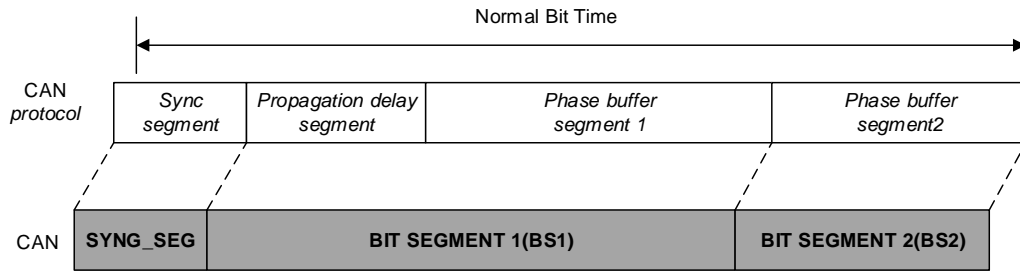 Normal Bit Time
CAN
protocol
Sync
segment
Propagation delay
segment
Phase buffer
segment 1
Phase buffer
segment2
CAN
SYNG_SEG
BIT SEGMENT 1(BS1)
BIT SEGMENT 2(BS2)